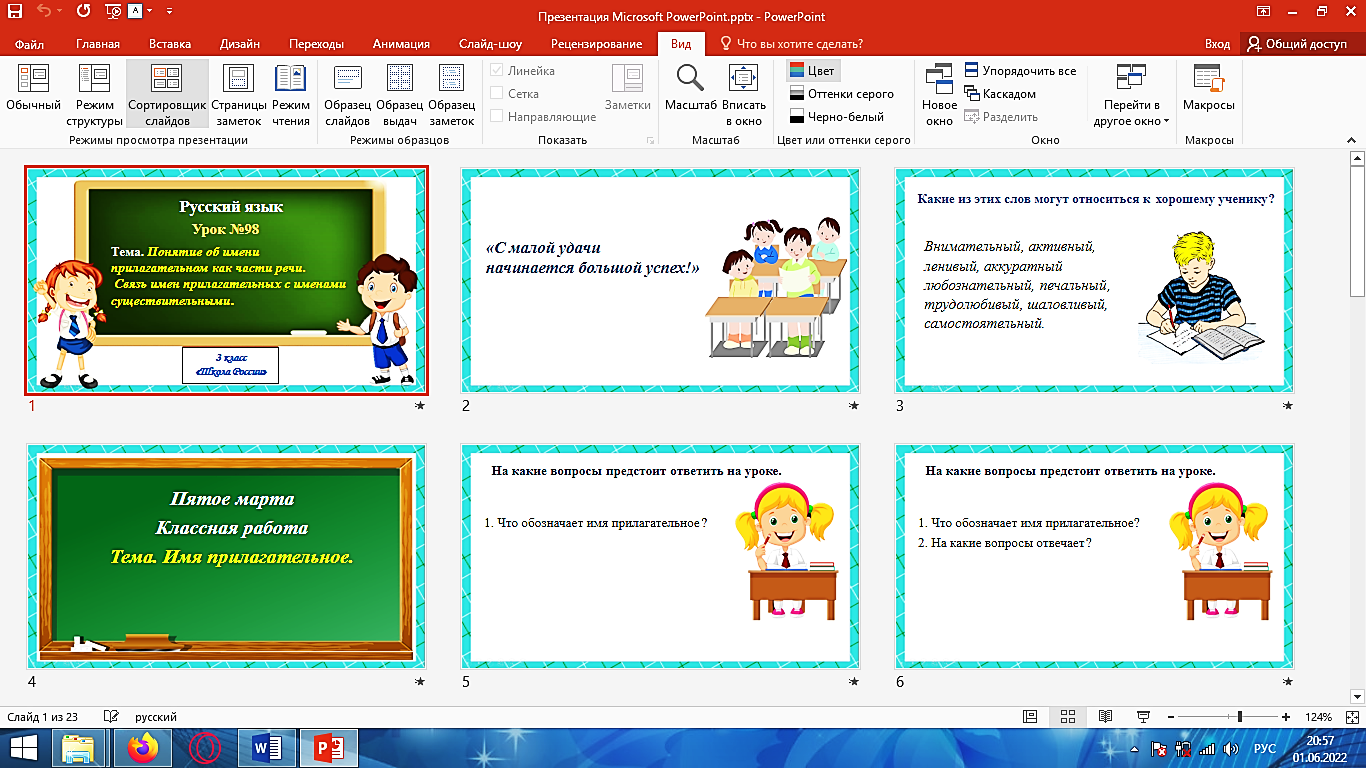 Презентация Microsoft PowerPoint.pptx - PowerPoint
Файл Главная Вставка Дизайн Переходы Анимация Слайд-шоу Рецензирование Вид Что вы хотите сделать? Вход Общий доступ
Обычный
Режим структуры
Сортировщик слайдов
Страницы заметок
Режим чтения
Режимы просмотра презентации
Образец слайдов
Образец выдач
Образец заметок
Режимы образцов
Линейка
Сетка
Направляющие
Заметки
Показать
Масштаб
Вписать в окно
Масштаб
Цвет
Оттенки серого
Черно-белый
Цвет или оттенки серого
Новое окно
Упорядочить все
Каскадом
Разделить
Перейти в другое окно
Окно
Макросы
Макросы
Русский язык
Урок №98
Тема. Понятие об имени
прилагательном как части речи.
Связь имен прилагательных с именами
существительными.
3 класс
«Школа России»
1
«С малой удачи
начинается большой успех!»
2
Какие из этих слов могут относиться к хорошему ученику?
Внимательный, активный,
ленивый, аккуратный
любознательный, печальный,
трудолюбивый, шаловливый,
самостоятельный.
3
Пятое марта
Классная работа
Тема. Имя прилагательное.
4
На какие вопросы предстоит ответить на уроке.
1. Что обозначает имя прилагательное?
5
На какие вопросы предстоит ответить на уроке.
1. Что обозначает имя прилагательное?
2. На какие вопросы отвечает?
6
Слайд 1 из 23 русский 124%
РУС
20:57
01.06.2022